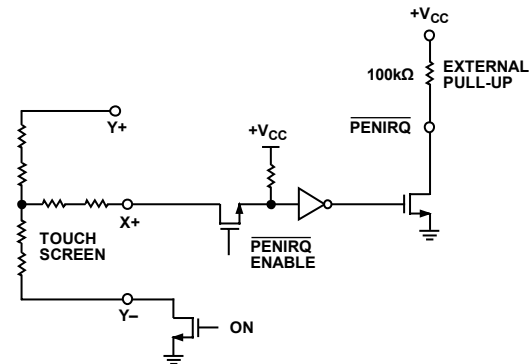 +VCC
100kΩ
EXTERNAL
PULL-UP
Y+
+VCC
PENIRQ
X+
TOUCH
SCREEN
PENIRQ
ENABLE
Y–
ON